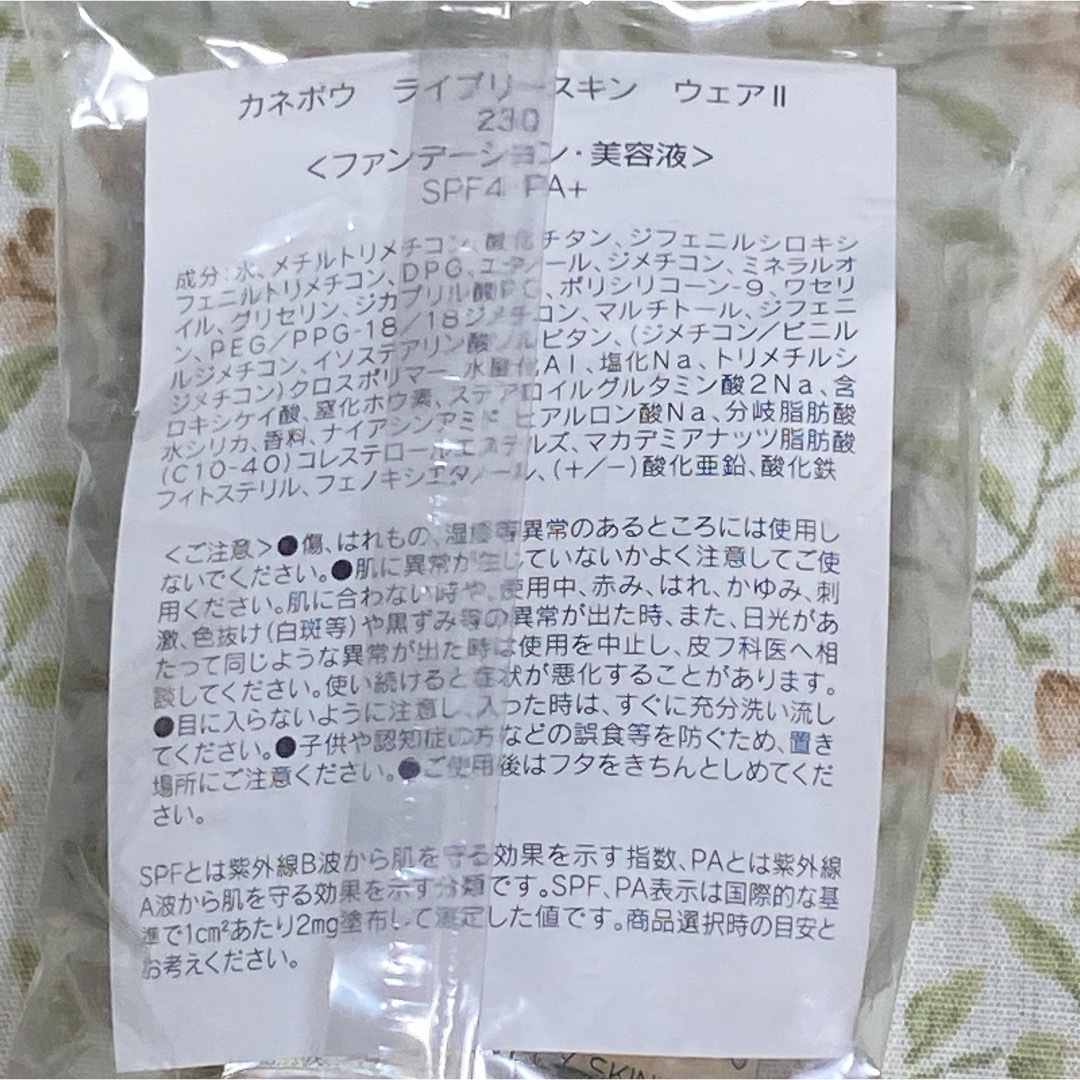 カネボウ ライブリースキン ウェアⅡ
230
<ファンデーション・美容液>
SPF4 PA+
成分:水、メチルトリメチコン、酸化チタン、ジフェニルシロキシ
フェニルトリメチコン、DPG、エタノール、ジメチコン、ミネラルオ
イル、グリセリン、ジカプリル酸PG、ポリシリコーン-9、ワセリ
ン、PEG/PPG-18/18ジメチコン、マルチトール、ジフェニ
ルジメチコン、イソステアリン酸ソルビタン、(ジメチコン/ビニル
ジメチコン)クロスポリマー、水酸化Al、塩化Na、トリメチルシ
ロキシケイ酸、窒化ホウ素、ステアロイルグルタミン酸2Na、含
水シリカ、香料、ナイアシンアミド、ヒアルロン酸Na、分岐脂肪酸
(C10-40)コレステロールエステルズ、マカデミアナッツ脂肪酸
フィトステリル、フェノキシエタノール、(+/-)酸化亜鉛、酸化鉄
<ご注意>●傷、はれもの、湿疹等異常のあるところには使用し
ないでください。●肌に異常が生じていないかよく注意してご使
用ください。肌に合わない時や、使用中、赤み、はれ、かゆみ、刺
激、色抜け(白斑等)や黒ずみ等の異常が出た時、また、日光があ
たって同じような異常が出た時は使用を中止し、皮フ科医へ相
談してください。使い続けると症状が悪化することがあります。
●目に入らないように注意し、入った時は、すぐに充分洗い流し
てください。●子供や認知症の方などの誤食等を防ぐため、置き
場所にご注意ください。●ご使用後はフタをきちんとしめてくだ
さい。
SPFとは紫外線B波から肌を守る効果を示す指数、PAとは紫外線
A波から肌を守る効果を示す分類です。SPF、PA表示は国際的な基
準で1cm²あたり2mg塗布して測定した値です。商品選択時の目安と
お考えください。
SKIN